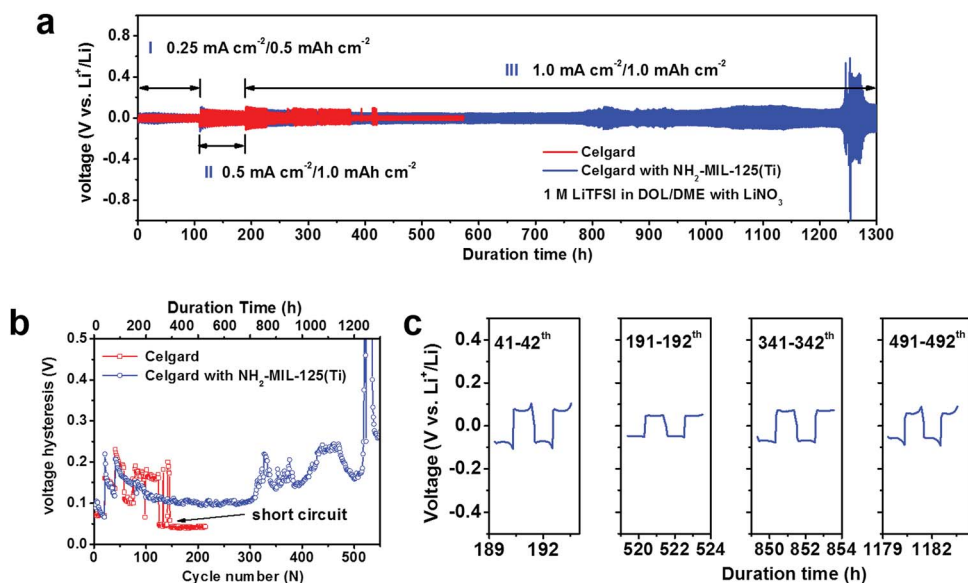 a
I 0.25 mA cm⁻²/0.5 mAh cm⁻²
III 1.0 mA cm⁻²/1.0 mAh cm⁻²
II 0.5 mA cm⁻²/1.0 mAh cm⁻²
Celgard
Celgard with NH₂-MIL-125(Ti)
1 M LiTFSI in DOL/DME with LiNO₃
voltage (V vs. Li⁺/Li)
0.8
0.4
0.0
-0.4
-0.8
0 100 200 300 400 500 600 700 800 900 1000 1100 1200 1300
Duration time (h)
b
Duration Time (h)
0 200 400 600 800 1000 1200
Celgard
Celgard with NH₂-MIL-125(Ti)
short circuit
voltage hysteresis (V)
0.5
0.4
0.3
0.2
0.1
0.0
0 100 200 300 400 500
Cycle number (N)
c
41-42ᵗʰ
191-192ᵗʰ
341-342ᵗʰ
491-492ᵗʰ
Voltage (V vs. Li⁺/Li)
0.4
0.2
0.0
-0.2
-0.4
189 192
520 522 524
850 852 854
1179 1182
Duration time (h)